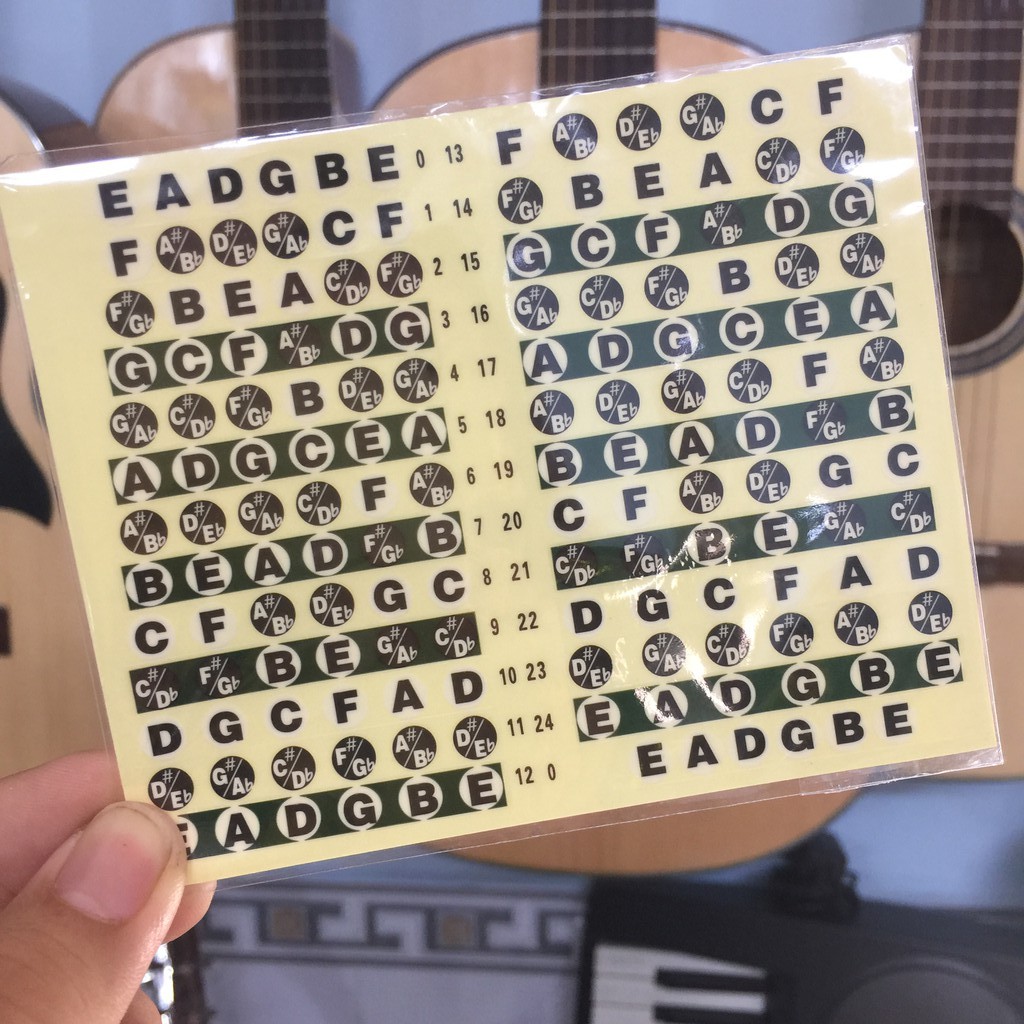 E A D G B E 0 13 F A#/Bb D#/Eb G#/Ab C F
F A#/Bb D#/Eb G#/Ab C F 1 14 F#/Gb B E A C#/Db F#/Gb
F#/Gb B E A C#/Db F#/Gb 2 15 G C F A#/Bb D G
G C F A#/Bb D G 3 16 G#/Ab C#/Db F#/Gb B D#/Eb G#/Ab
G#/Ab C#/Db F#/Gb B D#/Eb G#/Ab 4 17 A D G C E A
A D G C E A 5 18 A#/Bb D#/Eb G#/Ab C#/Db F A#/Bb
A#/Bb D#/Eb G#/Ab C#/Db F A#/Bb 6 19 B E A D F#/Gb B
B E A D F#/Gb B 7 20 C F A#/Bb D#/Eb G C
C F A#/Bb D#/Eb G C 8 21 C#/Db F#/Gb B E G#/Ab C#/Db
C#/Db F#/Gb B E G#/Ab C#/Db 9 22 D G C F A D
D G C F A D 10 23 D#/Eb G#/Ab C#/Db F#/Gb A#/Bb D#/Eb
D#/Eb G#/Ab C#/Db F#/Gb A#/Bb D#/Eb 11 24 E A D G B E
E A D G B E 12 0 E A D G B E